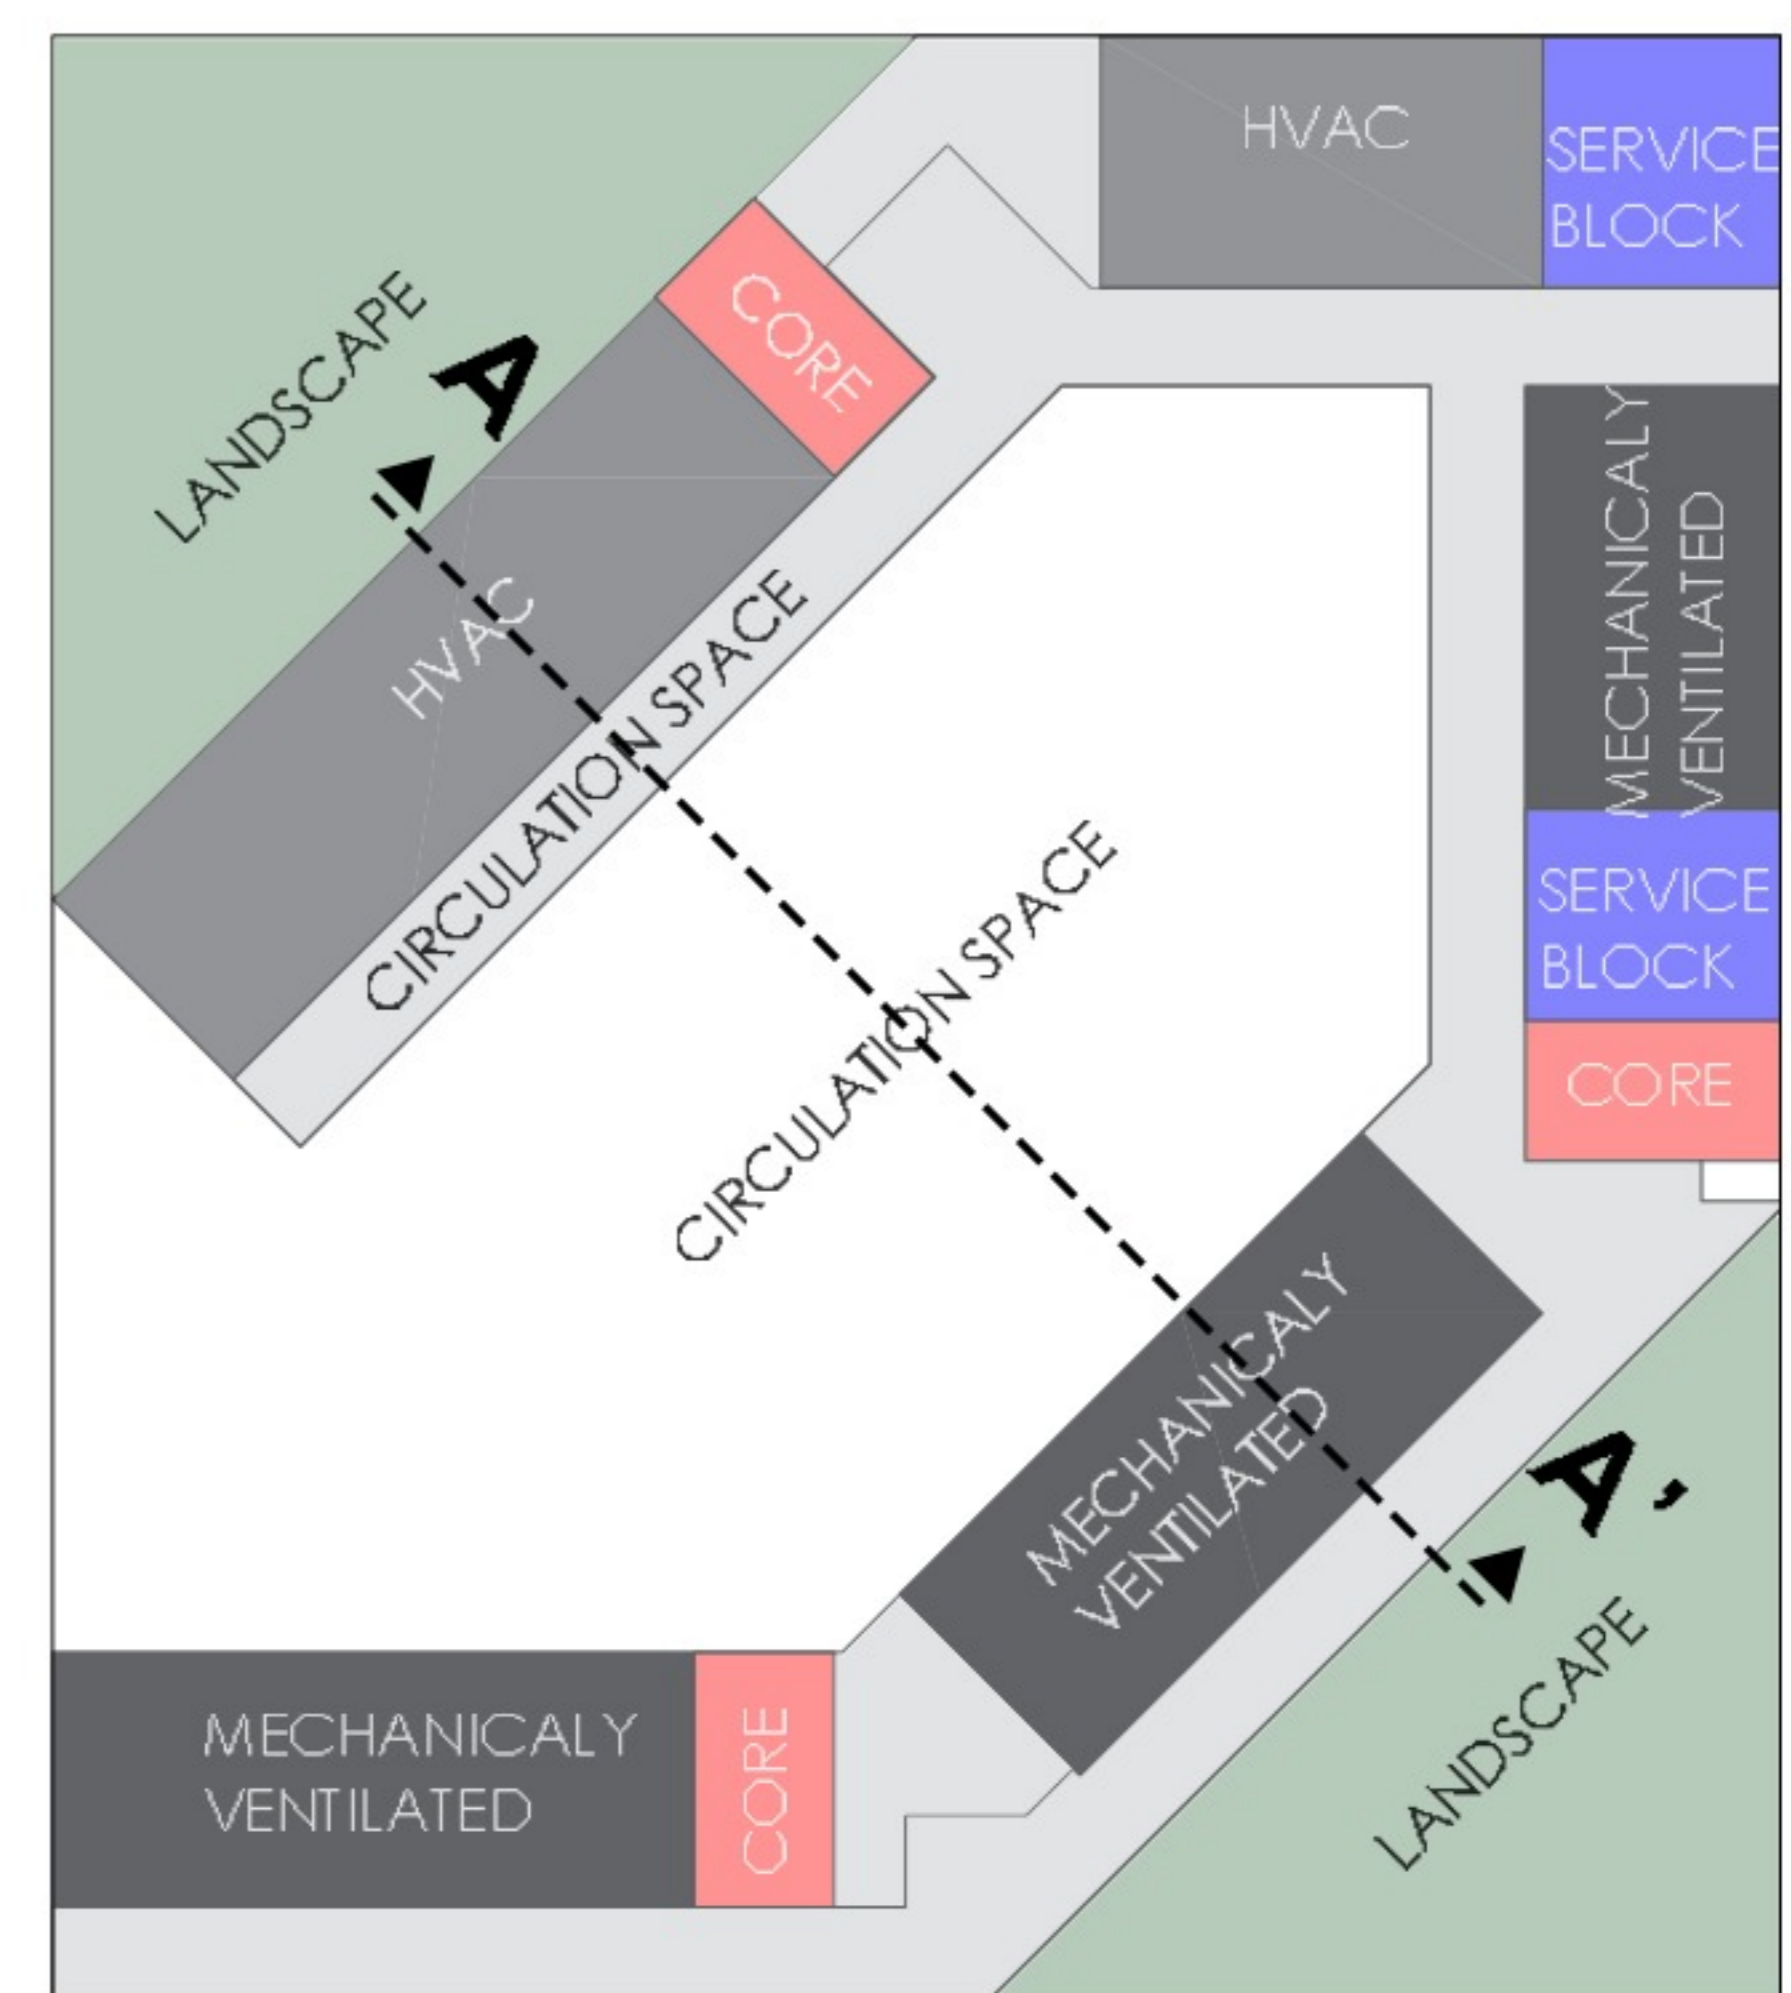 HVAC
SERVICE
BLOCK
CORE
LANDSCAPE
A
MECHANICALY
VENTILATED
HVAC
CIRCULATION SPACE
SERVICE
BLOCK
CIRCULATION SPACE
CORE
MECHANICALY
VENTILATED
A'
LANDSCAPE
MECHANICALY
VENTILATED
CORE